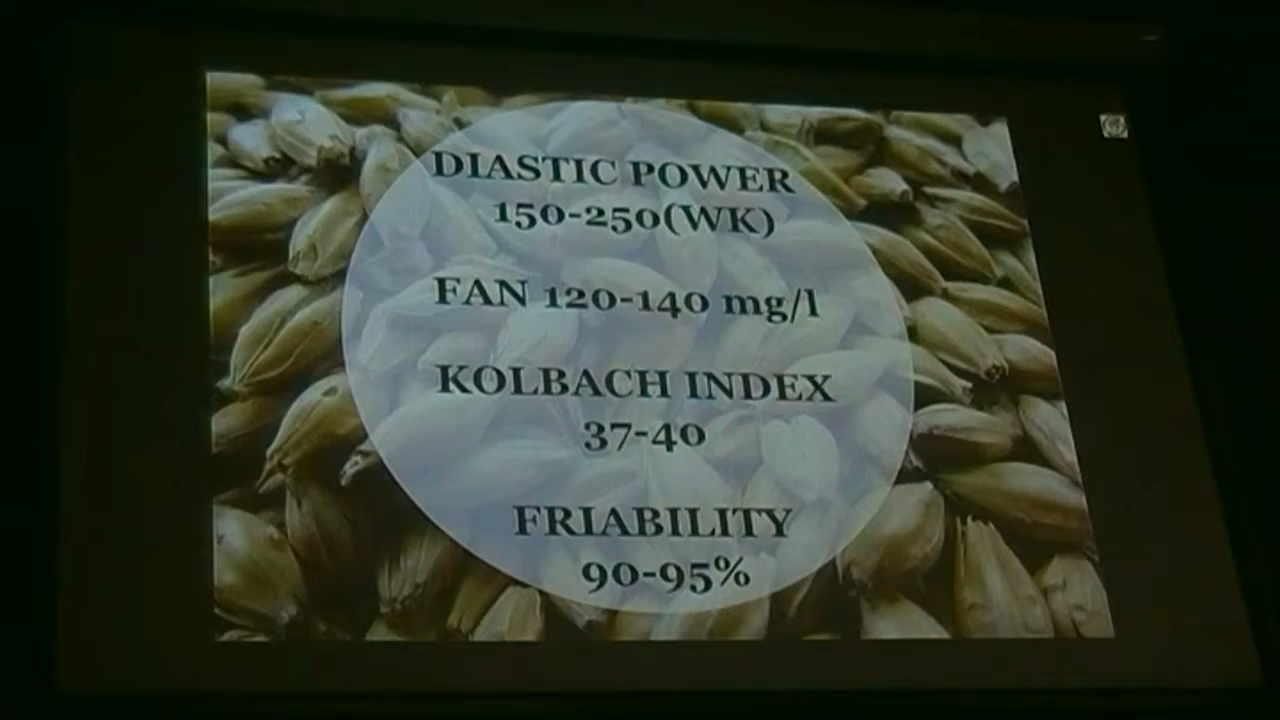 DIASTIC POWER
150-250(WK)
FAN 120-140 mg/l
KOLBACH INDEX
37-40
FRIABILITY
90-95%